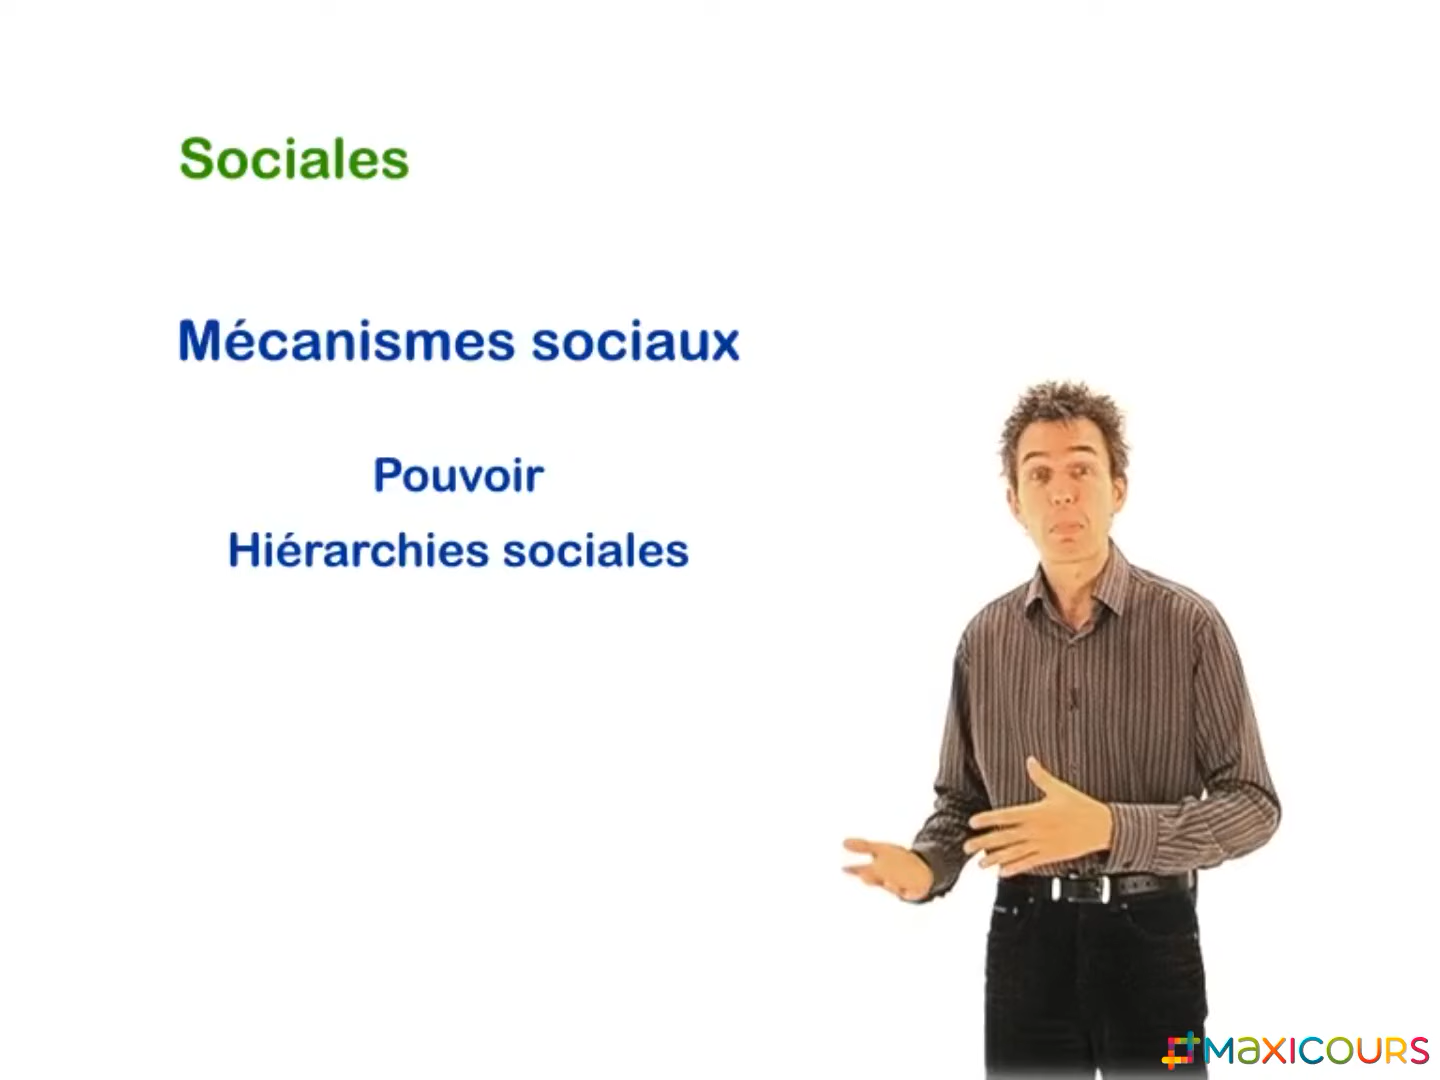 Sociales
Mécanismes sociaux
Pouvoir
Hiérarchies sociales
MAXICOURS